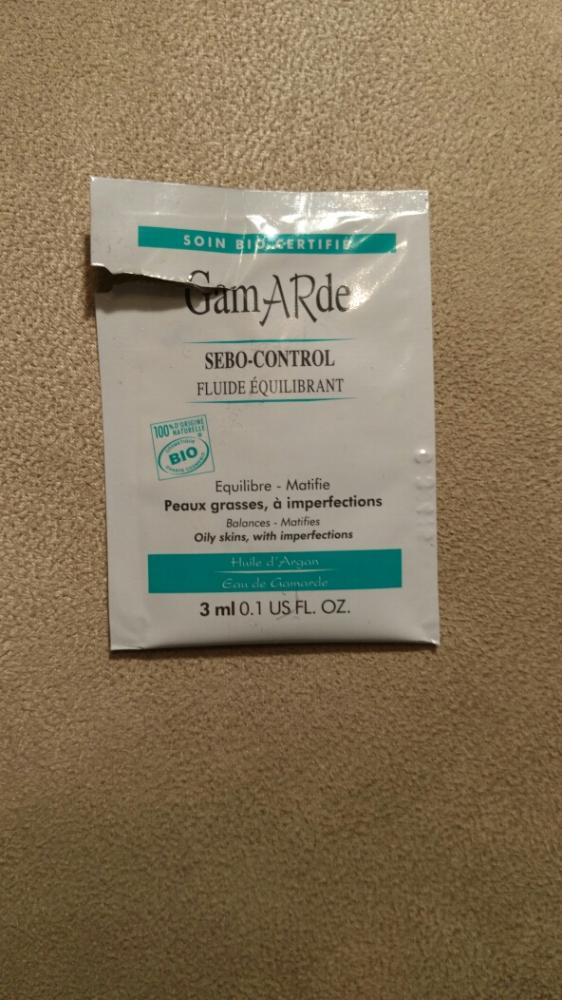 SOIN BIO CERTIFIÉ
GamARde
SEBO-CONTROL
FLUIDE ÉQUILIBRANT
100% D'ORIGINE
NATURELLE
BIO
Equilibre - Matifie
Peaux grasses, à imperfections
Balances - Matifies
Oily skins, with imperfections
Huile d'Argan
Eau de Gamarde
3 ml 0.1 US FL. OZ.